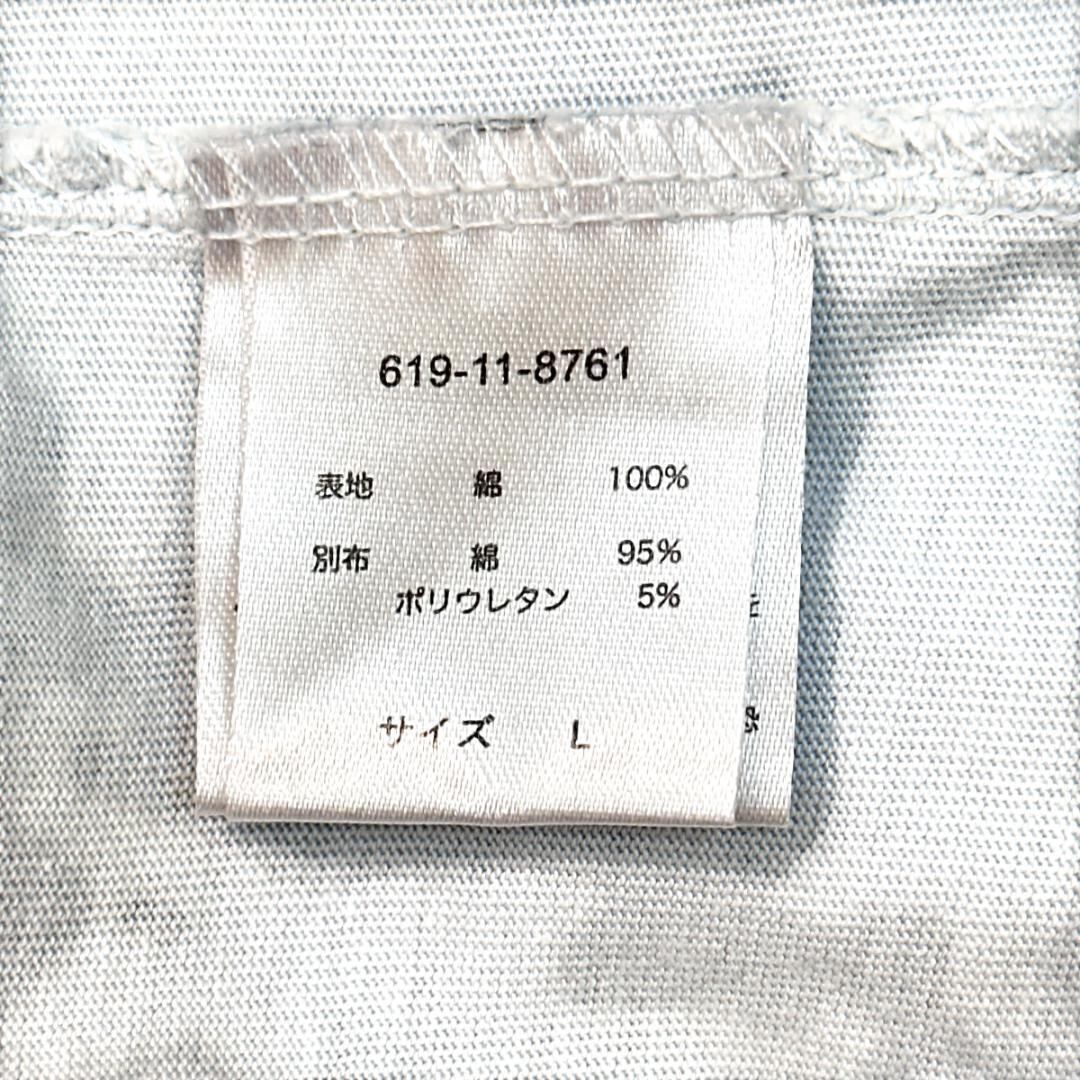 619-11-8761
表地 綿 100%
別布 綿 95%
ポリウレタン 5%
サイズ L